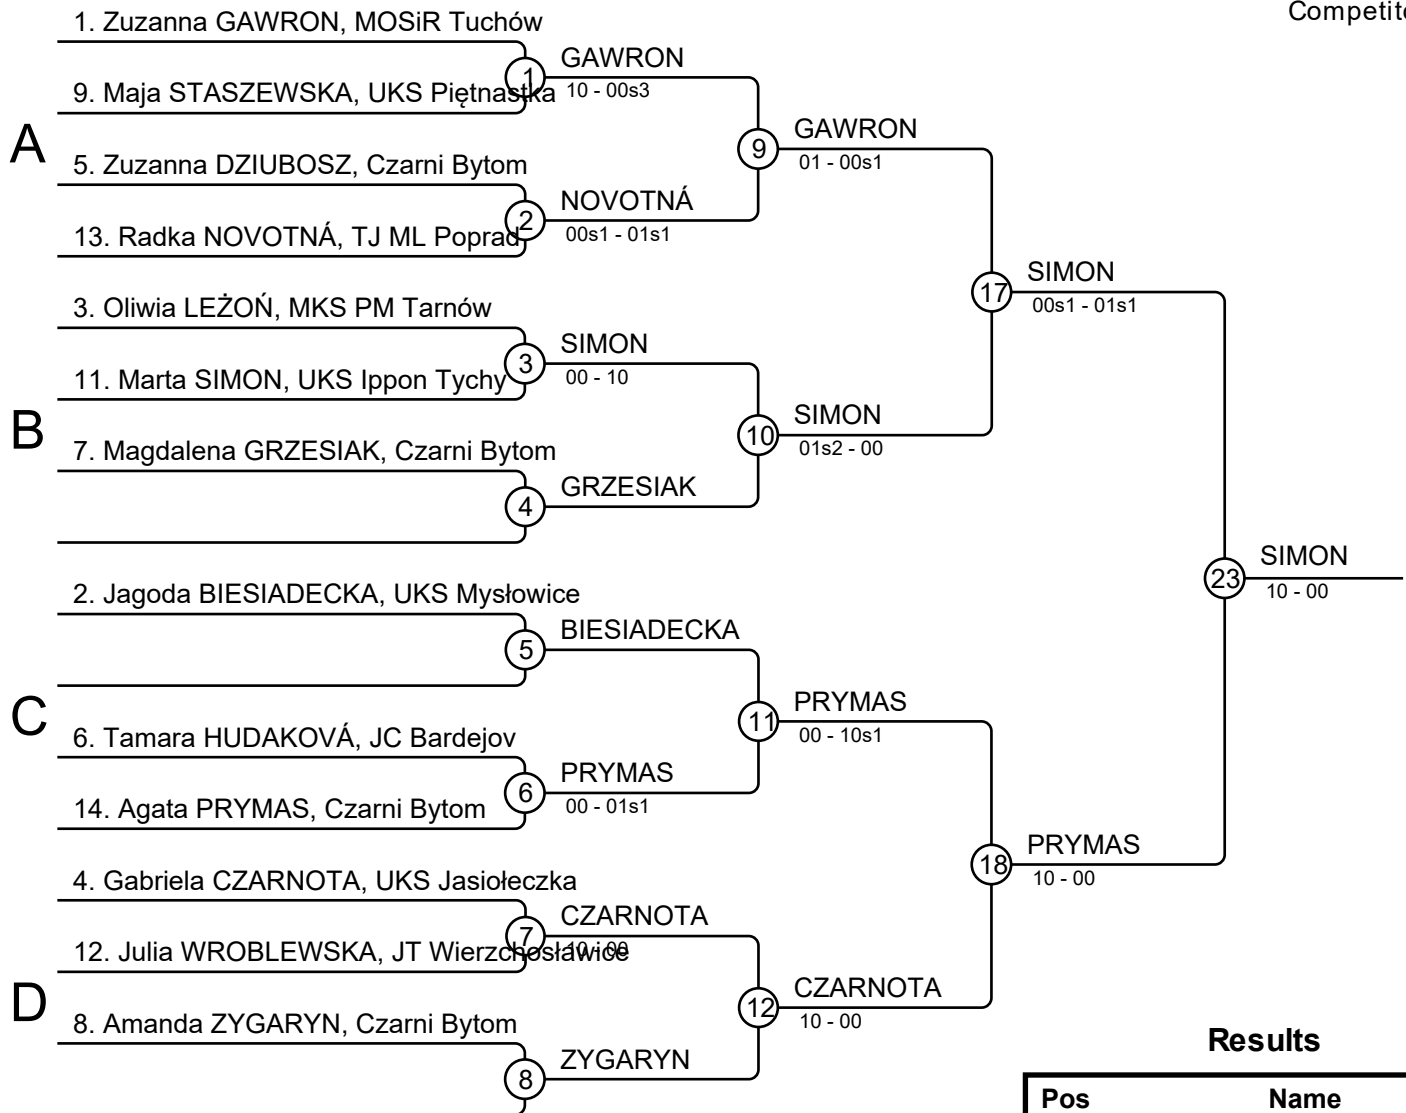 Competit
1. Zuzanna GAWRON, MOSiR Tuchów
GAWRON
1
10 - 00s3
9. Maja STASZEWSKA, UKS Piętnastka
A
GAWRON
9
01 - 00s1
5. Zuzanna DZIUBOSZ, Czarni Bytom
NOVOTNÁ
2
00s1 - 01s1
13. Radka NOVOTNÁ, TJ ML Poprad
SIMON
17
00s1 - 01s1
3. Oliwia LEŻOŃ, MKS PM Tarnów
SIMON
3
00 - 10
11. Marta SIMON, UKS Ippon Tychy
B
SIMON
10
01s2 - 00
7. Magdalena GRZESIAK, Czarni Bytom
GRZESIAK
4
SIMON
23
10 - 00
2. Jagoda BIESIADECKA, UKS Mysłowice
BIESIADECKA
5
C
PRYMAS
11
00 - 10s1
6. Tamara HUDAKOVÁ, JC Bardejov
PRYMAS
6
00 - 01s1
14. Agata PRYMAS, Czarni Bytom
PRYMAS
18
10 - 00
4. Gabriela CZARNOTA, UKS Jasiołeczka
CZARNOTA
7
10 - 00
12. Julia WROBLEWSKA, JT Wierzchosławice
D
CZARNOTA
12
10 - 00
8. Amanda ZYGARYN, Czarni Bytom
ZYGARYN
8
Results
Pos Name